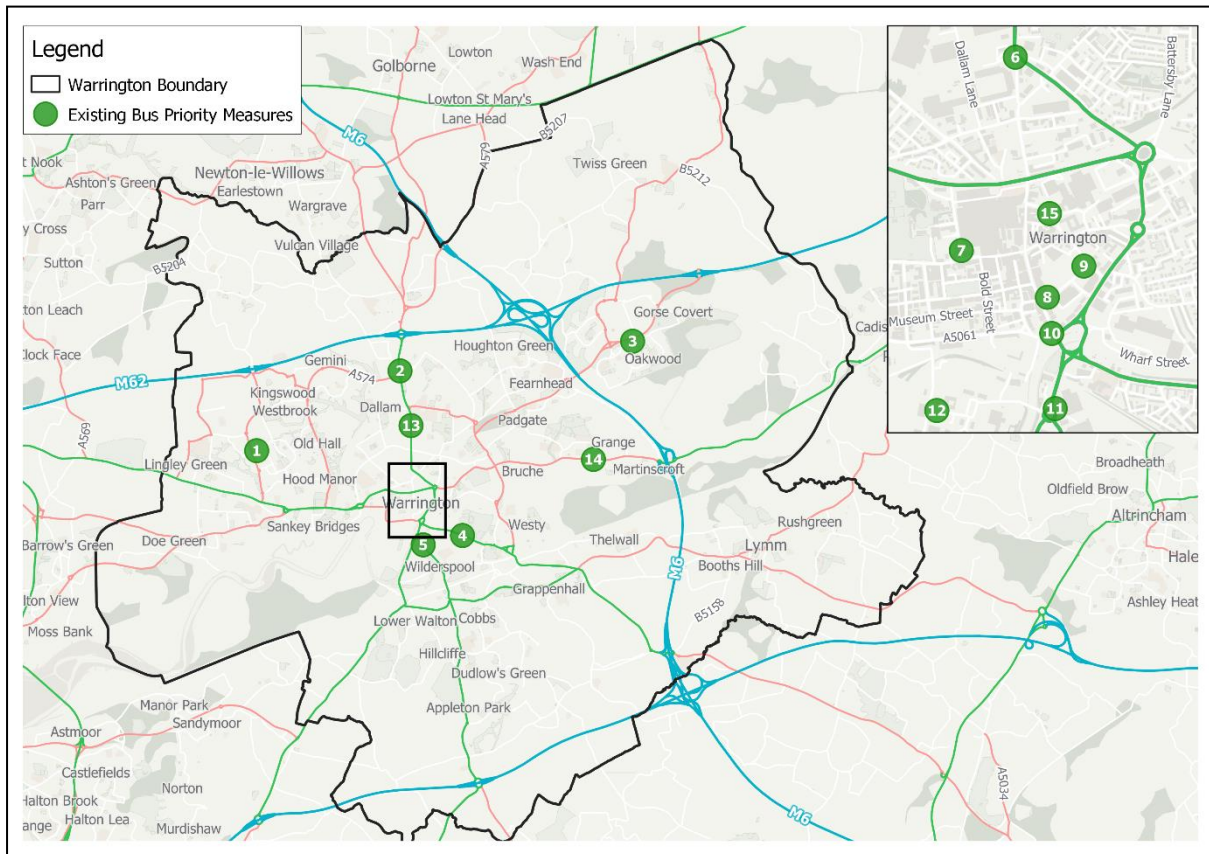 Legend
Warrington Boundary
Existing Bus Priority Measures
Golborne
Lowton
Wash End
Lowton St Mary's
Lane Head
B5207
M6
A579
Twiss Green
B5212
t Nook
Ashton's Green
Parr
Newton-le-Willows
Earlestown
Wargrave
y Cross
Sutton
Vulcan Village
B5204
ton Leach
Clock Face
Gorse Covert
3
Oakwood
Cadis
Houghton Green
Gemini
M62
2
A574
Fearnhead
Kingswood
Westbrook
Dallam
13
Padgate
A569
Old Hall
1
Lingley Green
Hood Manor
Bruche
Grange
14
Martinscroft
Warrington
Sankey Bridges
Barrow's Green
Doe Green
4
Westy
5
Wilderspool
Thelwall
Rushgreen
Lymm
Booths Hill
M6
Broadheath
Oldfield Brow
Altrincham
Hale
lton View
Moss Bank
Grappenhall
B5158
Ashley Heat
Lower Walton
Cobbs
Hillcliffe
Dudlow's Green
Appleton Park
Manor Park
Sandymoor
Astmoor
Castlefields
Halton Brook
ange
Halton Lea
Norton
Murdishaw
M6
A5034
6
Dallam Lane
Battersby Lane
15
Warrington
7
9
Bold Street
8
Museum Street
A5061
10
Wharf Street
12
11